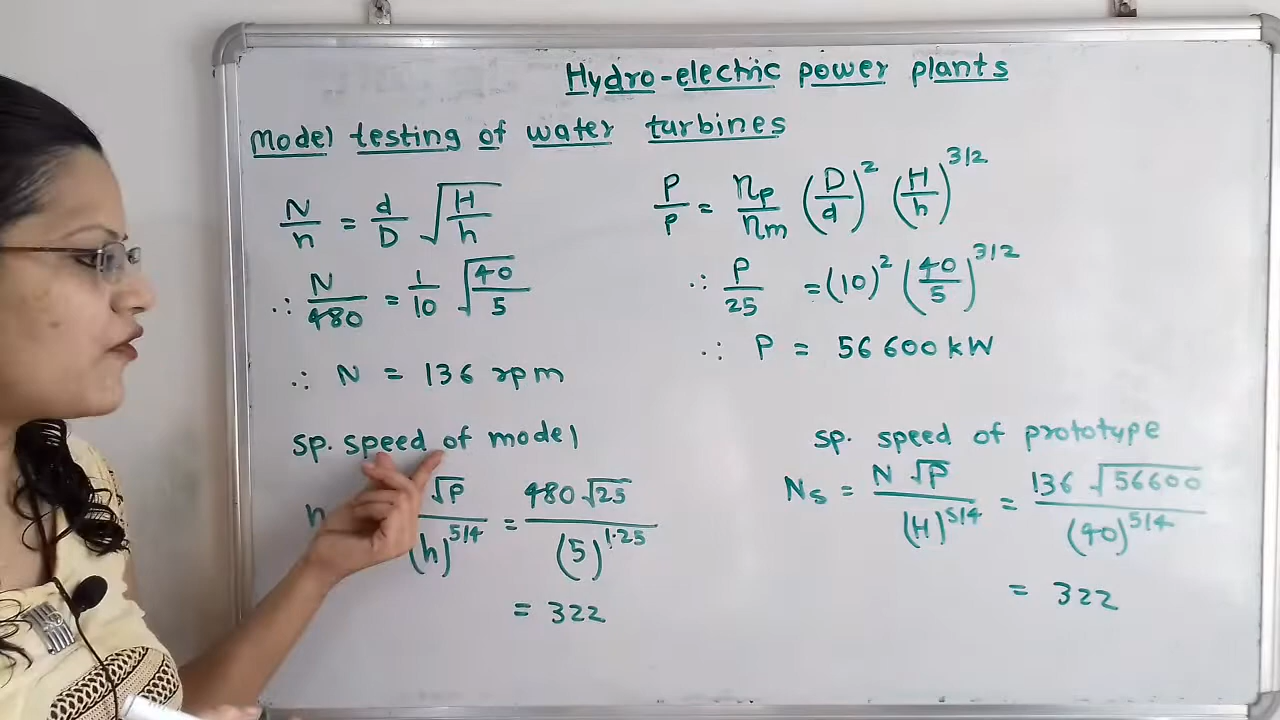 Hydro-electric power plants
Model testing of water turbines
N/n = d/D √(H/h)
∴ N/480 = 1/10 √(40/5)
∴ N = 136 rpm
P/p = ηp/ηm (D/d)^2 (H/h)^3/2
∴ P/25 = (10)^2 (40/5)^3/2
∴ P = 56600 kW
sp. speed of model
n √p / (h)^5/4 = 480√25 / (5)^1.25
= 322
sp. speed of prototype
Ns = N √P / (H)^5/4 = 136 √56600 / (40)^5/4
= 322